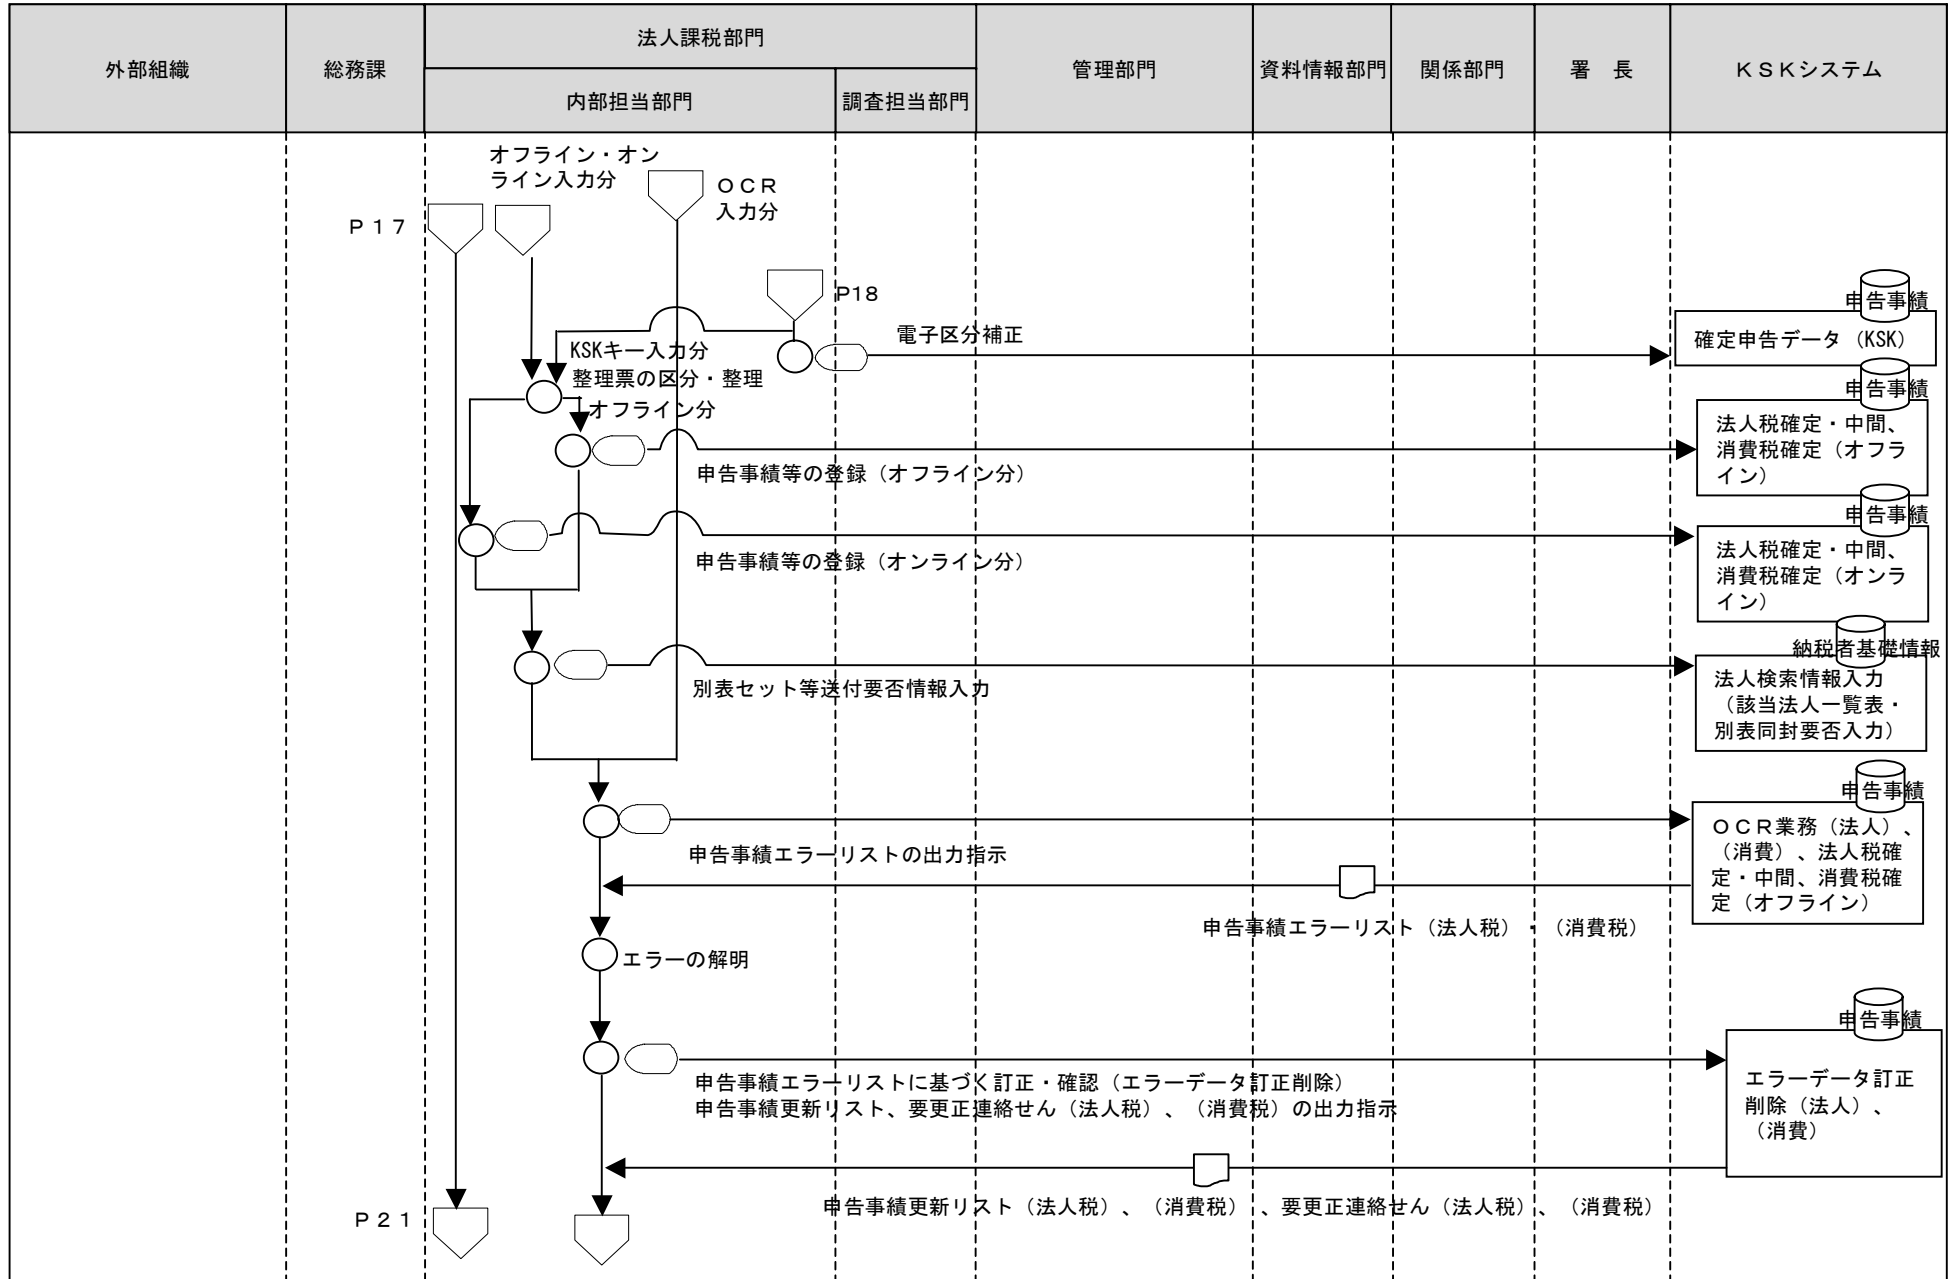 外部組織
総務課
法人課税部門
内部担当部門
調査担当部門
管理部門
資料情報部門
関係部門
署　長
ＫＳＫシステム
オフライン・オン
ライン入力分
ＯＣＲ
入力分
Ｐ１７
P18
電子区分補正
申告事績
確定申告データ（KSK）
KSKキー入力分
整理票の区分・整理
オフライン分
申告事績
法人税確定・中間、
消費税確定（オフラ
イン）
申告事績等の登録（オフライン分）
申告事績
法人税確定・中間、
消費税確定（オンラ
イン）
申告事績等の登録（オンライン分）
納税者基礎情報
法人検索情報入力
（該当法人一覧表・
別表同封要否入力）
別表セット等送付要否情報入力
申告事績
ＯＣＲ業務（法人）、
（消費）、法人税確
定・中間、消費税確
定（オフライン）
申告事績エラーリストの出力指示
申告事績エラーリスト（法人税）・（消費税）
エラーの解明
申告事績
エラーデータ訂正
削除（法人）、
（消費）
申告事績エラーリストに基づく訂正・確認（エラーデータ訂正削除）
申告事績更新リスト、要更正連絡せん（法人税）、（消費税）の出力指示
申告事績更新リスト（法人税）、（消費税）、要更正連絡せん（法人税）、（消費税）
Ｐ２１